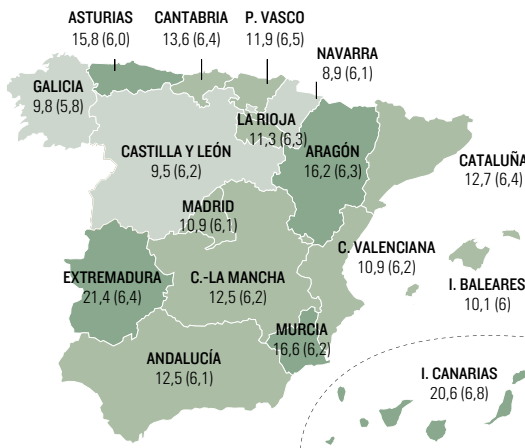 ASTURIAS
15,8 (6,0)
CANTABRIA
13,6 (6,4)
P. VASCO
11,9 (6,5)
NAVARRA
8,9 (6,1)
GALICIA
9,8 (5,8)
LA RIOJA
11,3 (6,3)
CASTILLA Y LEÓN
9,5 (6,2)
ARAGÓN
16,2 (6,3)
CATALUÑA
12,7 (6,4)
MADRID
10,9 (6,1)
C. VALENCIANA
10,9 (6,2)
EXTREMADURA
21,4 (6,4)
C.-LA MANCHA
12,5 (6,2)
I. BALEARES
10,1 (6)
MURCIA
16,6 (6,2)
ANDALUCÍA
12,5 (6,1)
I. CANARIAS
20,6 (6,8)